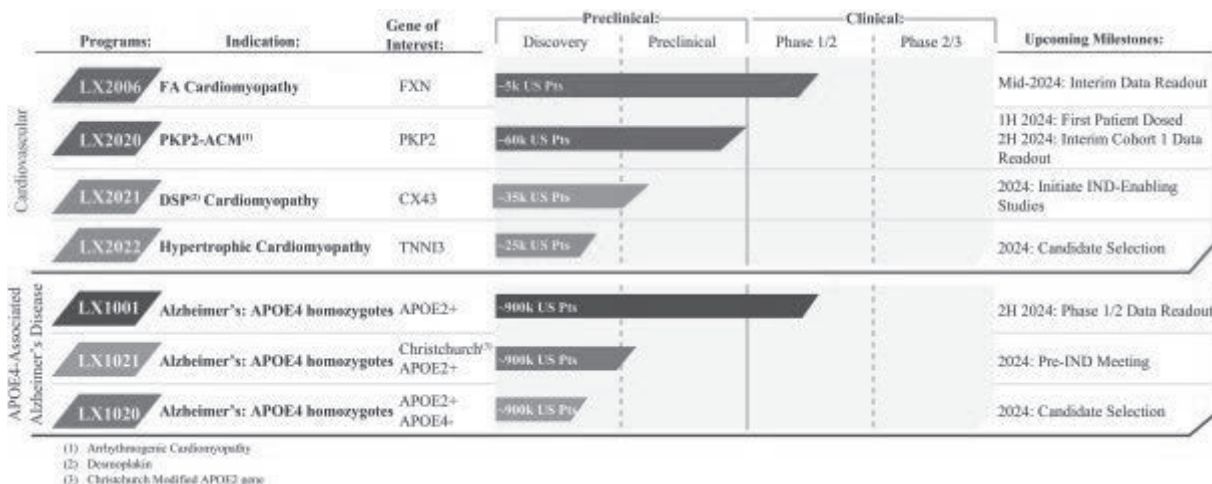 Preclinical: Clinical:
Programs: Indication: Gene of Interest: Discovery Preclinical Phase 1/2 Phase 2/3 Upcoming Milestones:
Cardiovascular
LX2006 FA Cardiomyopathy FXN ~5k US Pts Mid-2024: Interim Data Readout
LX2020 PKP2-ACM(1) PKP2 ~60k US Pts 1H 2024: First Patient Dosed
2H 2024: Interim Cohort 1 Data
Readout
LX2021 DSP(2) Cardiomyopathy CX43 ~35k US Pts 2024: Initiate IND-Enabling
Studies
LX2022 Hypertrophic Cardiomyopathy TNNI3 ~25k US Pts 2024: Candidate Selection
APOE4-Associated
Alzheimer's Disease
LX1001 Alzheimer's: APOE4 homozygotes APOE2+ ~900k US Pts 2H 2024: Phase 1/2 Data Readout
LX1021 Alzheimer's: APOE4 homozygotes Christchurch(3) APOE2+ ~900k US Pts 2024: Pre-IND Meeting
LX1020 Alzheimer's: APOE4 homozygotes APOE2+ APOE4- ~900k US Pts 2024: Candidate Selection
(1) Arrhythmogenic Cardiomyopathy
(2) Desmoplakin
(3) Christchurch Modified APOE2 gene